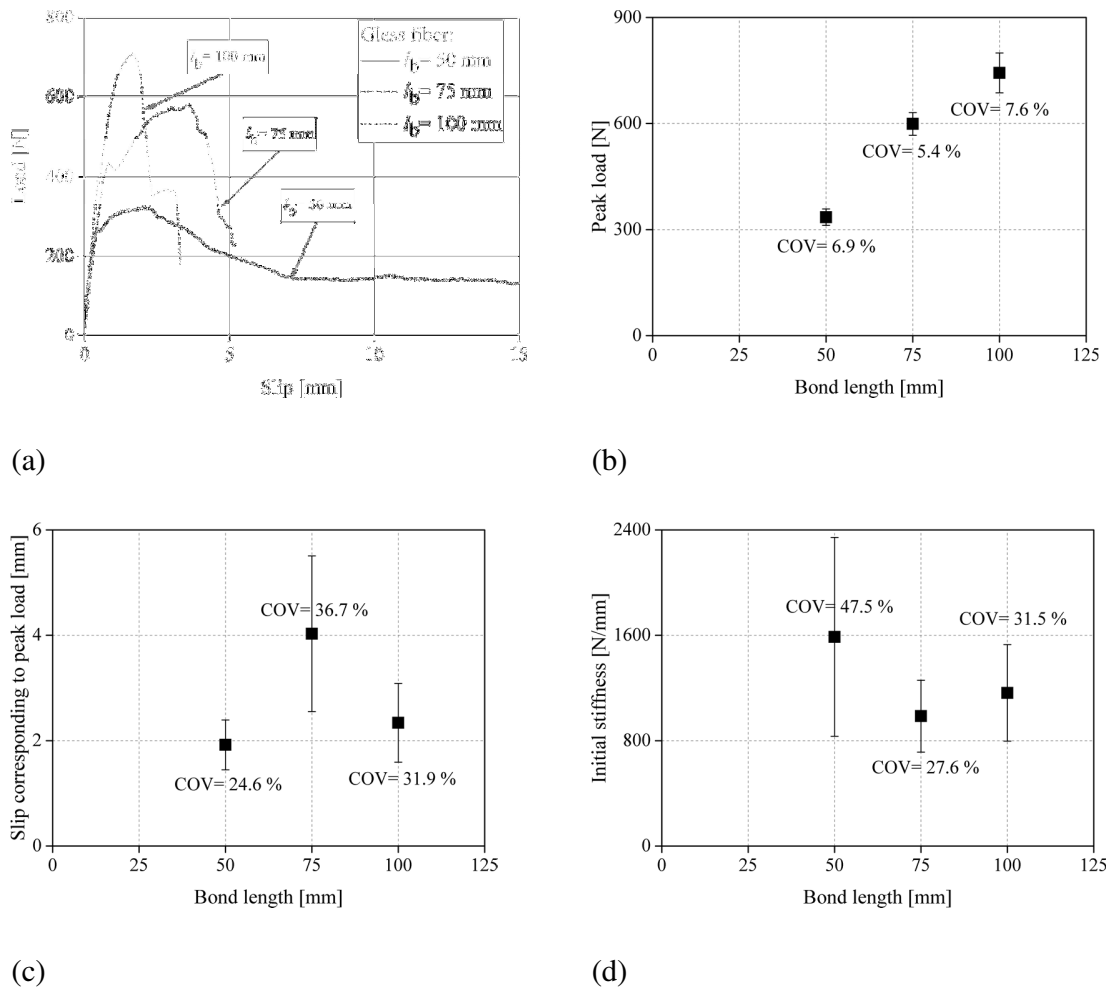 800
600
400
200
0
0
5
10
15
Load [N]
Slip [mm]
Glass fiber:
lb= 50 mm
lb= 75 mm
lb= 100 mm
lb= 100 mm
lb= 75 mm
lb= 50 mm
(a)
900
600
300
0
0 25 50 75 100 125
Peak load [N]
Bond length [mm]
COV= 7.6 %
COV= 5.4 %
COV= 6.9 %
(b)
6
4
2
0
0 25 50 75 100 125
Slip corresponding to peak load [mm]
Bond length [mm]
COV= 36.7 %
COV= 24.6 %
COV= 31.9 %
(c)
2400
1600
800
0
0 25 50 75 100 125
Initial stiffness [N/mm]
Bond length [mm]
COV= 47.5 %
COV= 31.5 %
COV= 27.6 %
(d)